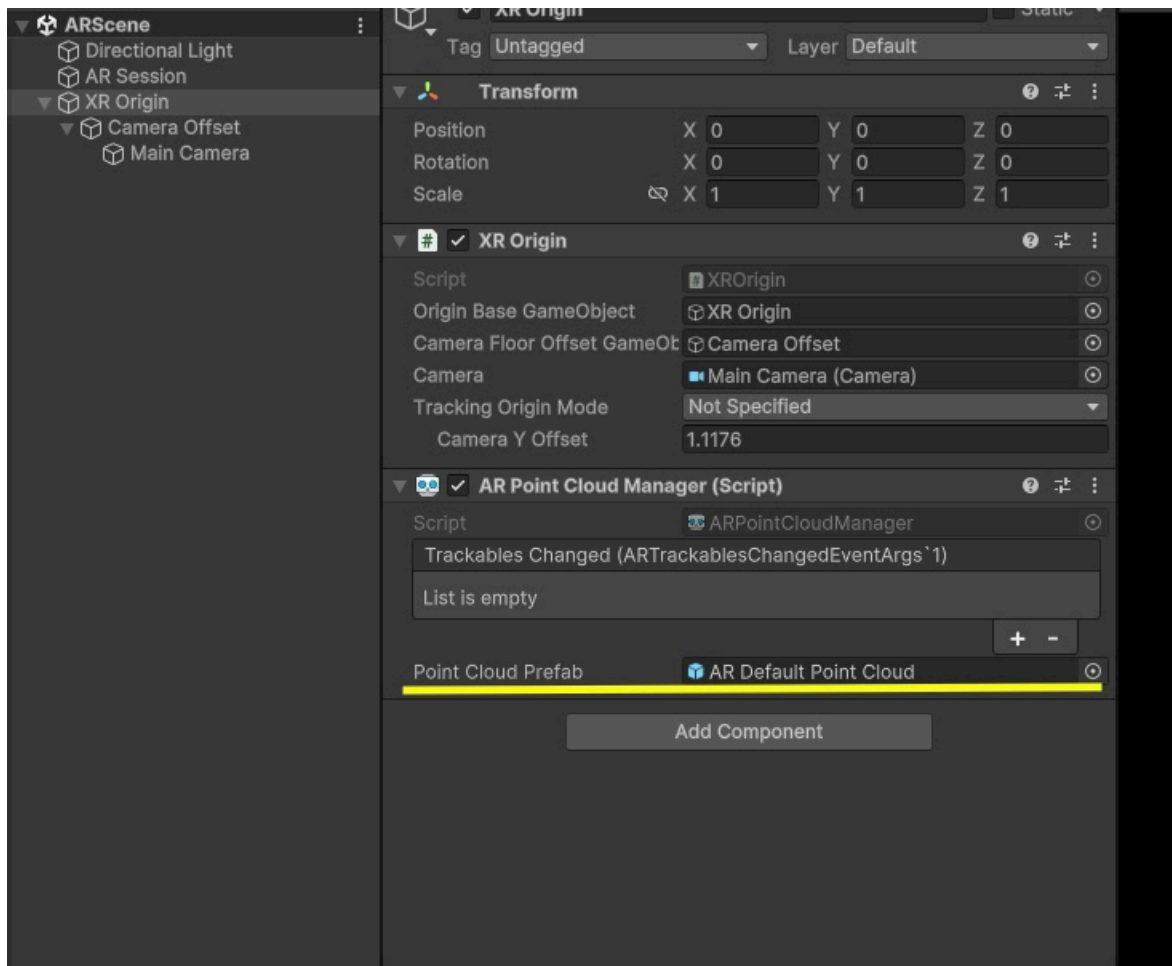 ARScene
Directional Light
AR Session
XR Origin
Camera Offset
Main Camera
XR Origin Static
Tag Untagged Layer Default
Transform
Position X 0 Y 0 Z 0
Rotation X 0 Y 0 Z 0
Scale X 1 Y 1 Z 1
# XR Origin
Script # XROrigin
Origin Base GameObject XR Origin
Camera Floor Offset GameOb Camera Offset
Camera Main Camera (Camera)
Tracking Origin Mode Not Specified
Camera Y Offset 1.1176
AR Point Cloud Manager (Script)
Script ARPointCloudManager
Trackables Changed (ARTrackablesChangedEventArgs`1)
List is empty
+ -
Point Cloud Prefab AR Default Point Cloud
Add Component